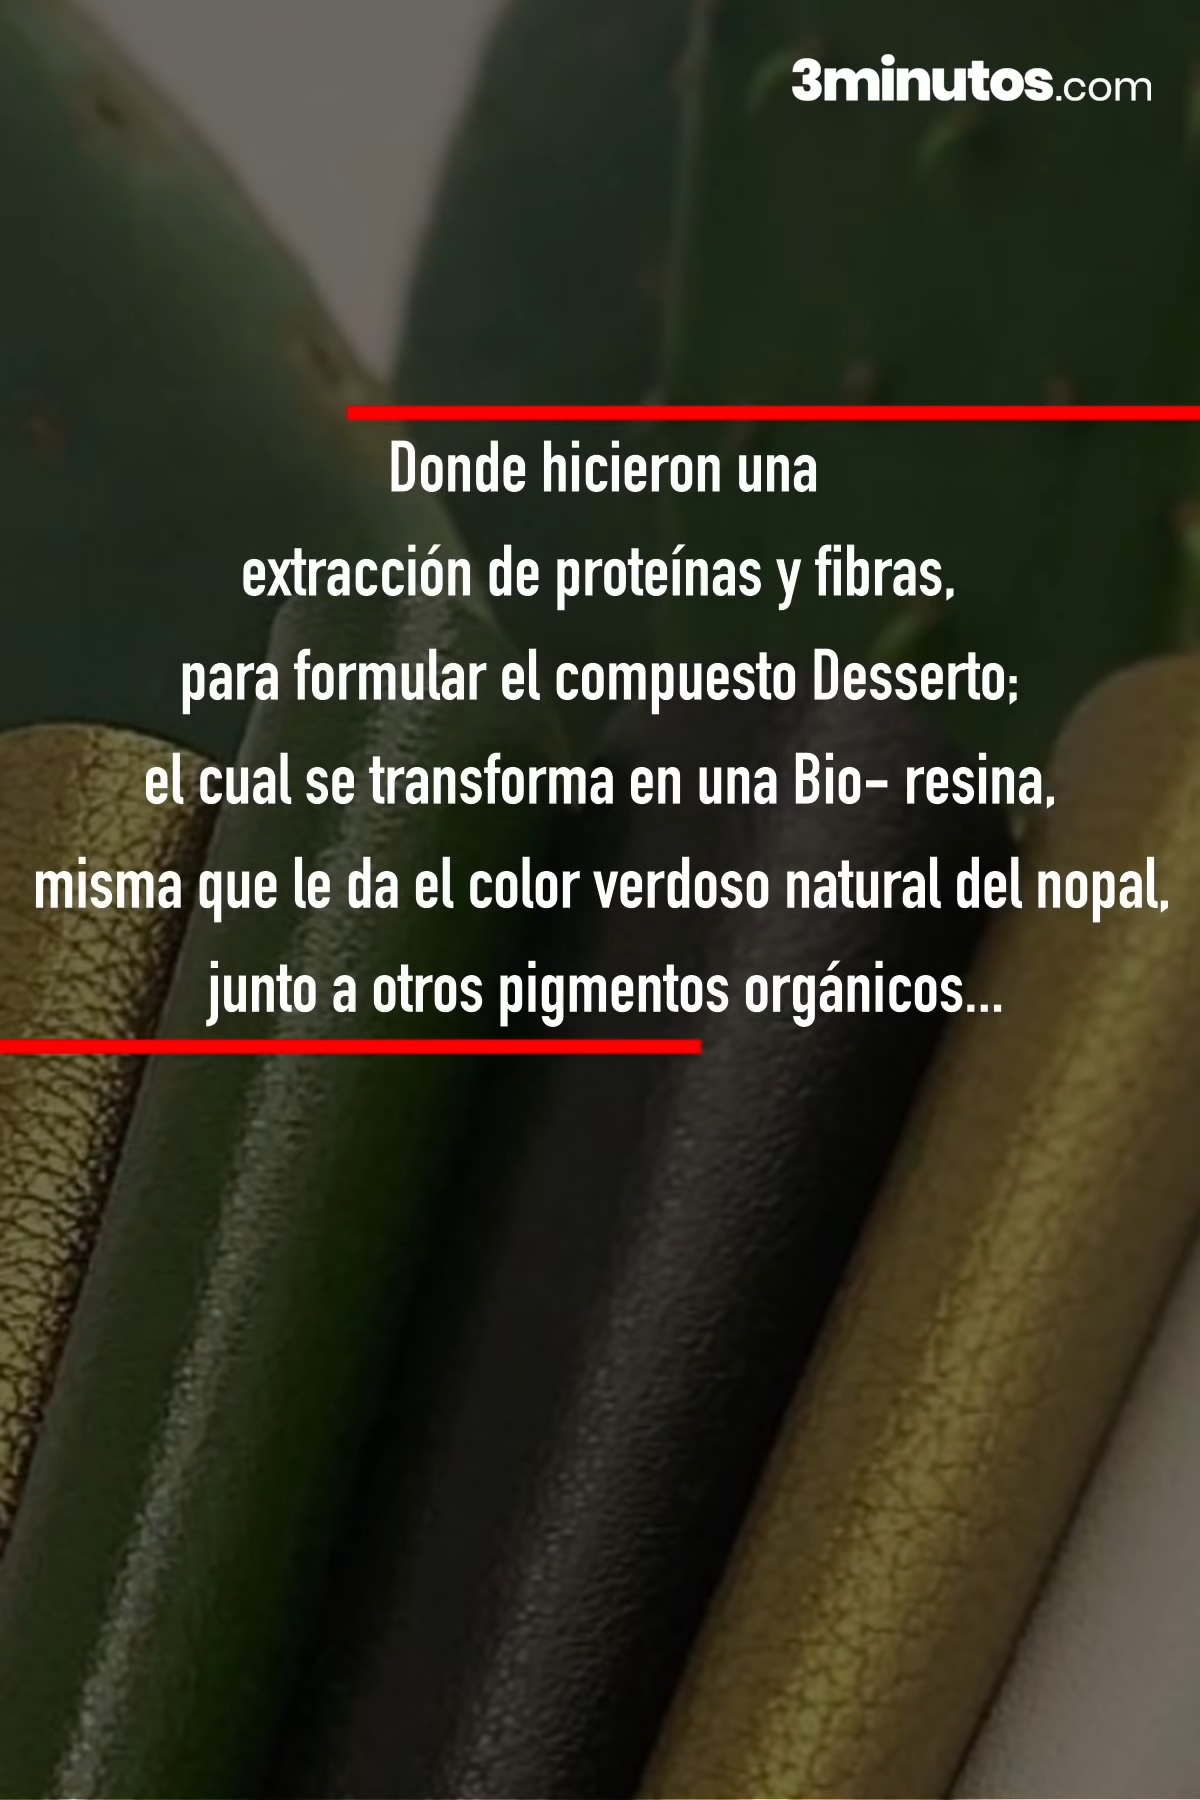 3minutos.com
Donde hicieron una
extracción de proteínas y fibras,
para formular el compuesto Desserto;
el cual se transforma en una Bio- resina,
misma que le da el color verdoso natural del nopal,
junto a otros pigmentos orgánicos...